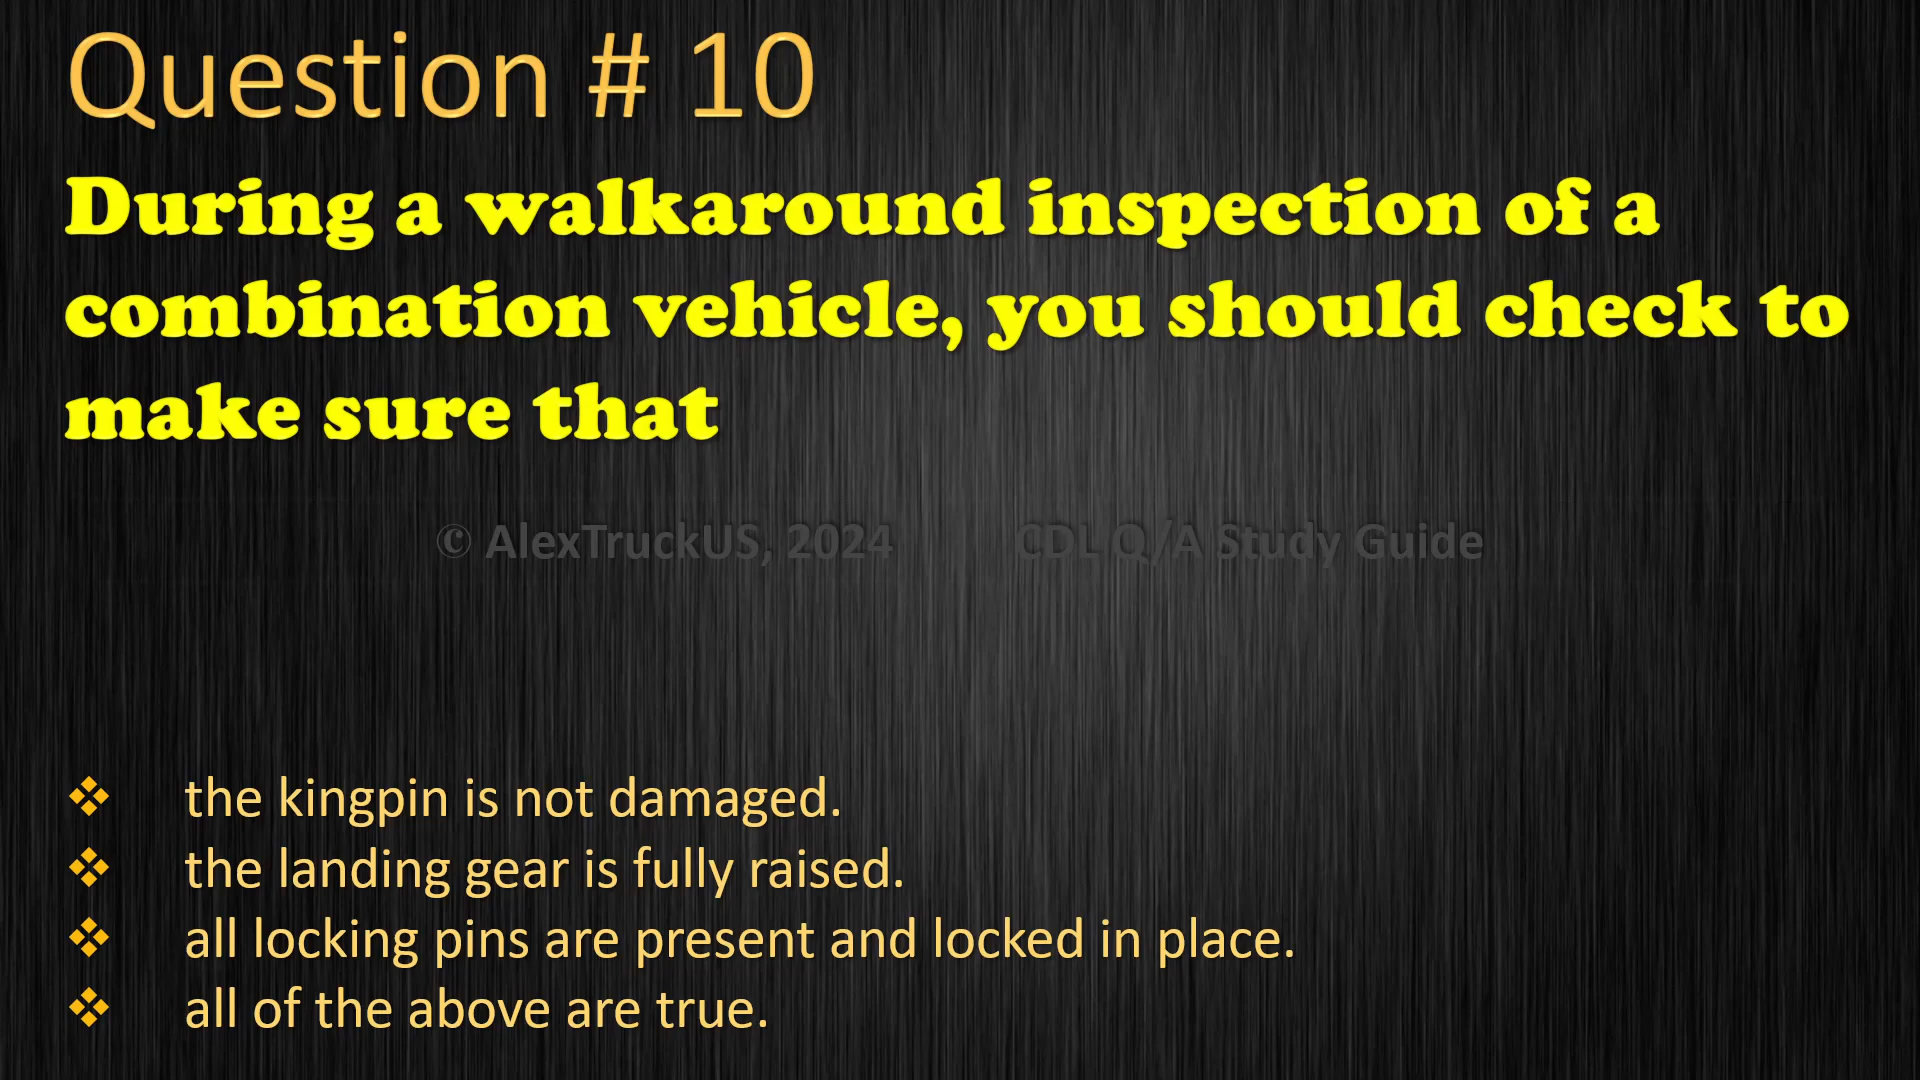 Question # 10
During a walkaround inspection of a
combination vehicle, you should check to
make sure that
© AlexTruckUS, 2024 CDL Q/A Study Guide
the kingpin is not damaged.
the landing gear is fully raised.
all locking pins are present and locked in place.
all of the above are true.